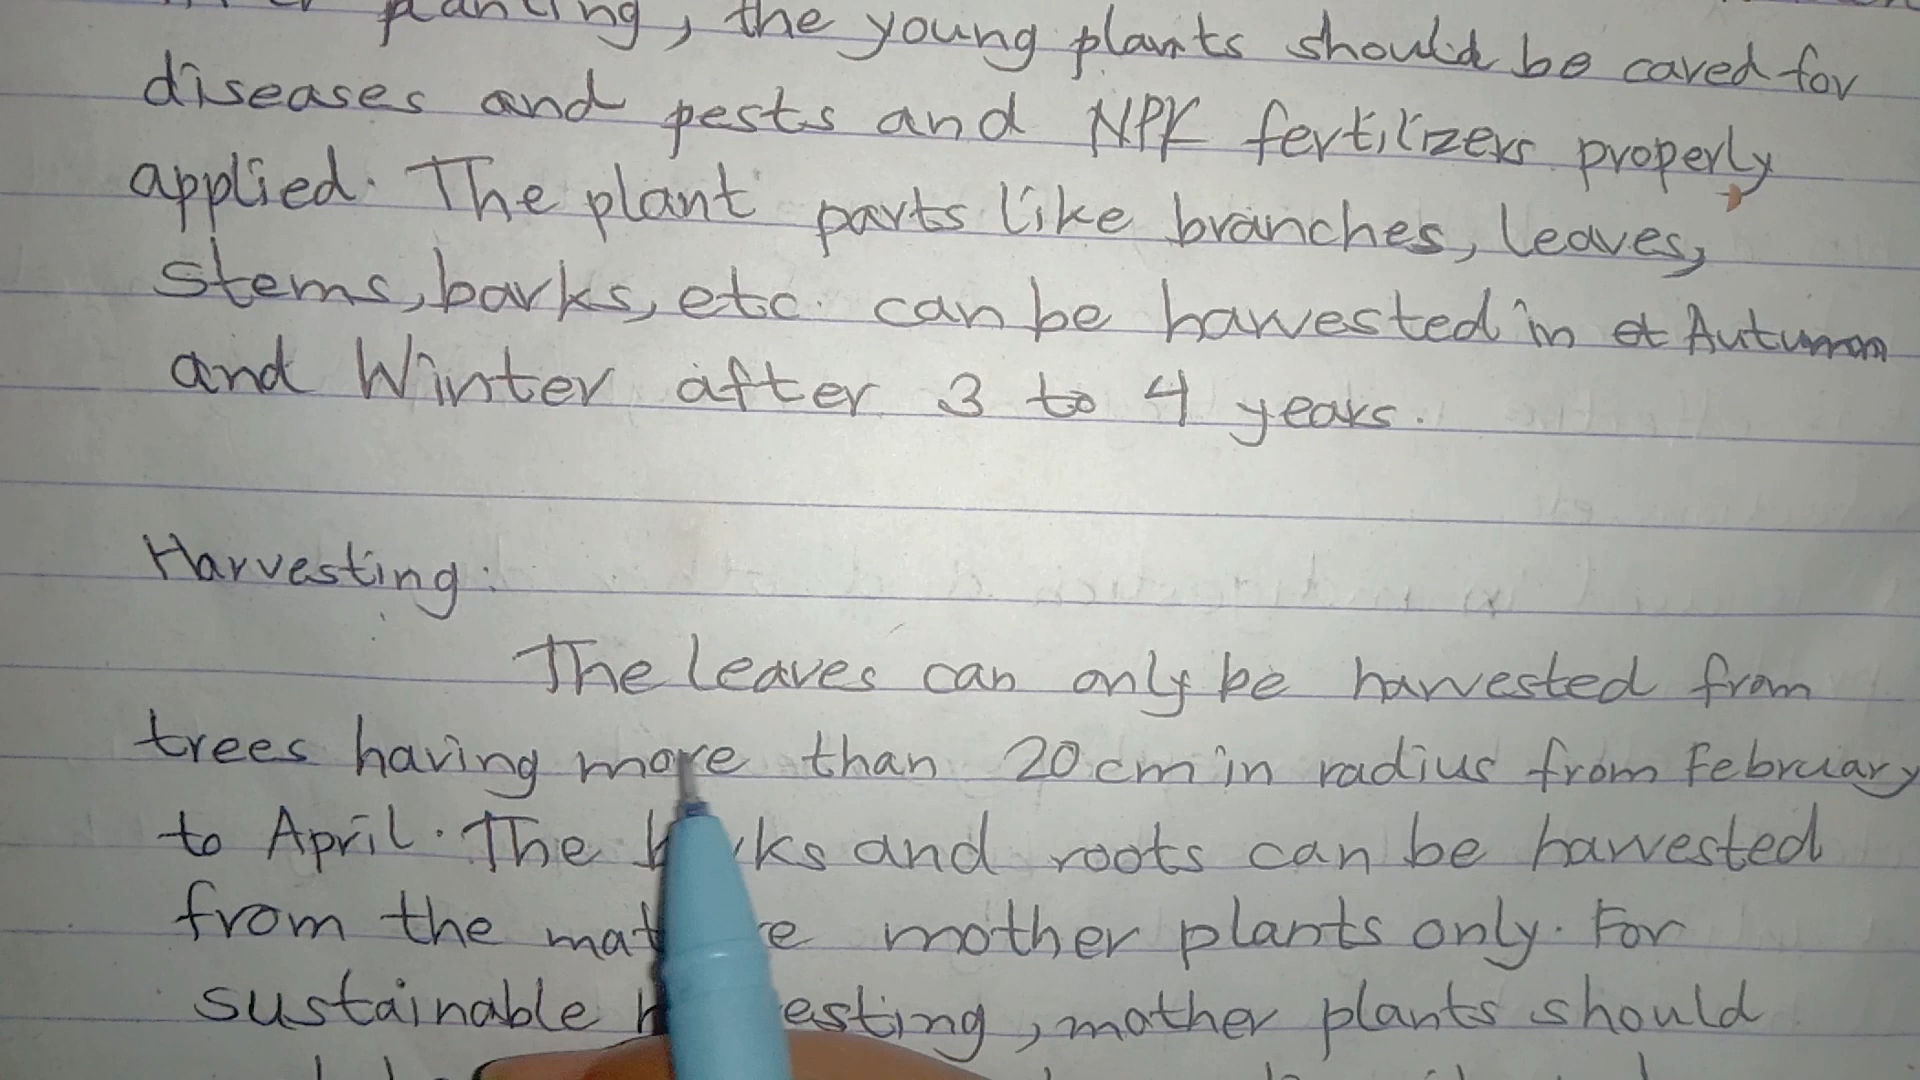 planting, the young plants should be cared for
diseases and pests and NPK fertilizers properly
applied. The plant parts like branches, leaves,
stems, barks, etc. can be harvested in et Autumn
and Winter after 3 to 4 years.
Harvesting:
The leaves can only be harvested from
trees having more than 20 cm in radius from February
to April. The and roots can be harvested
from the mother plants only. For
sustainable mother plants should